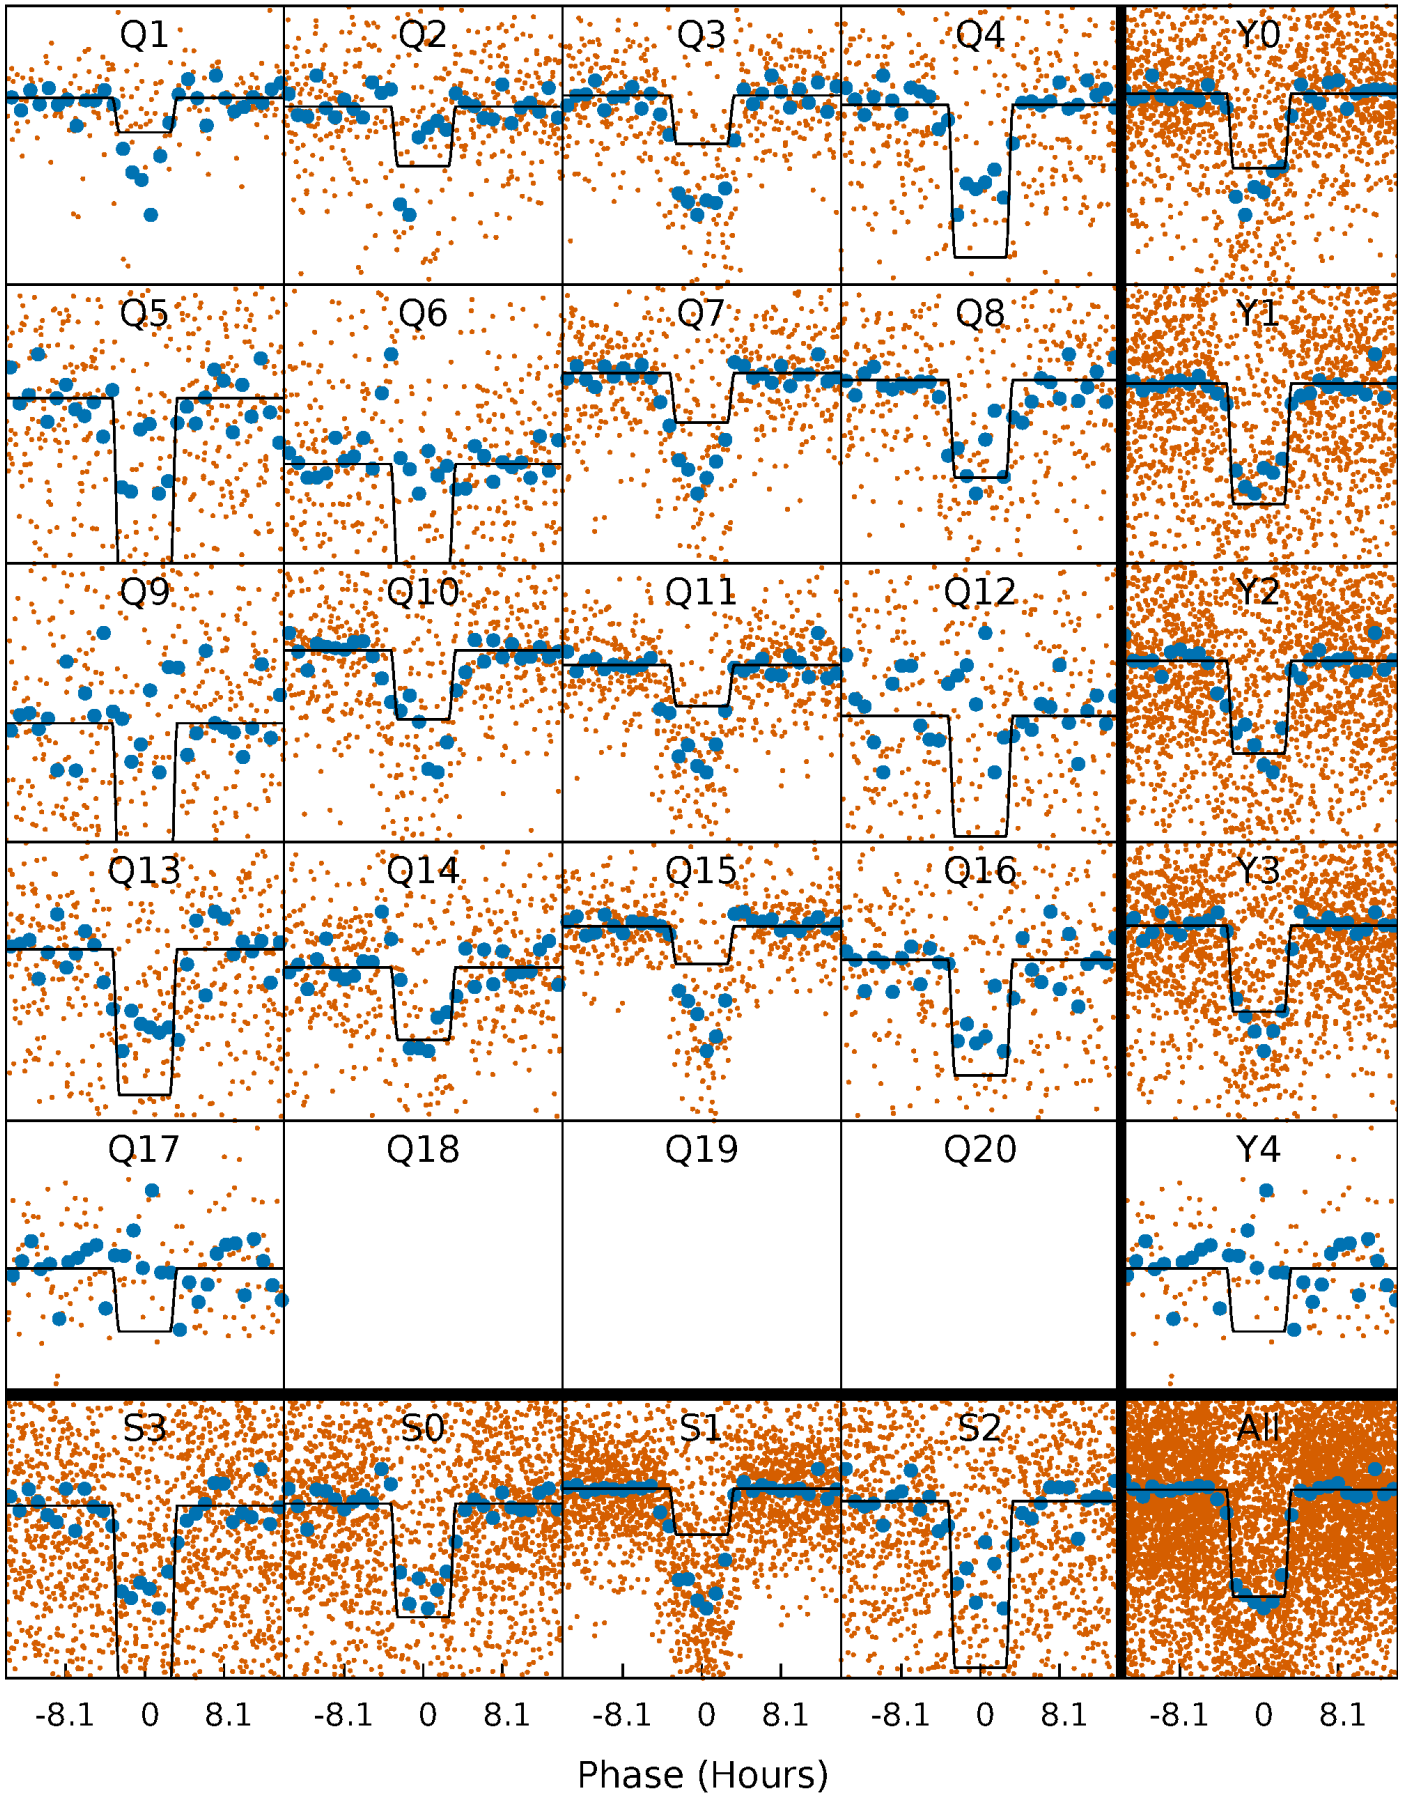 Q1 Q2 Q3 Q4 Y0
Q5 Q6 Q7 Q8 Y1
Q9 Q10 Q11 Q12 Y2
Q13 Q14 Q15 Q16 Y3
Q17 Q18 Q19 Q20 Y4
S3 S0 S1 S2 All
-8.1 0 8.1 -8.1 0 8.1 -8.1 0 8.1 -8.1 0 8.1 -8.1 0 8.1
Phase (Hours)